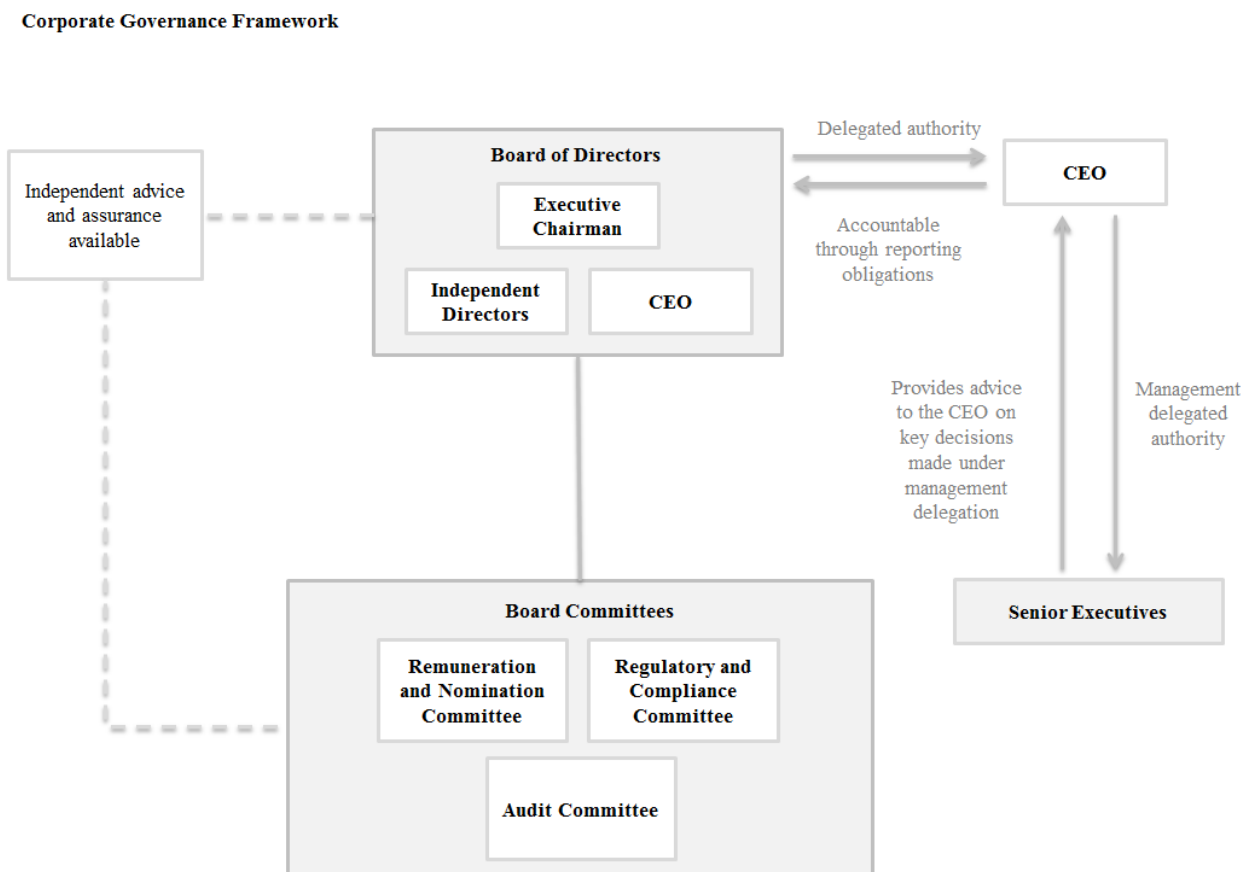 Corporate Governance Framework
Independent advice
and assurance
available
Board of Directors
Executive
Chairman
Independent
Directors
CEO
Delegated authority
Accountable
through reporting
obligations
CEO
Provides advice
to the CEO on
key decisions
made under
management
delegation
Management
delegated
authority
Senior Executives
Board Committees
Remuneration
and Nomination
Committee
Regulatory and
Compliance
Committee
Audit Committee